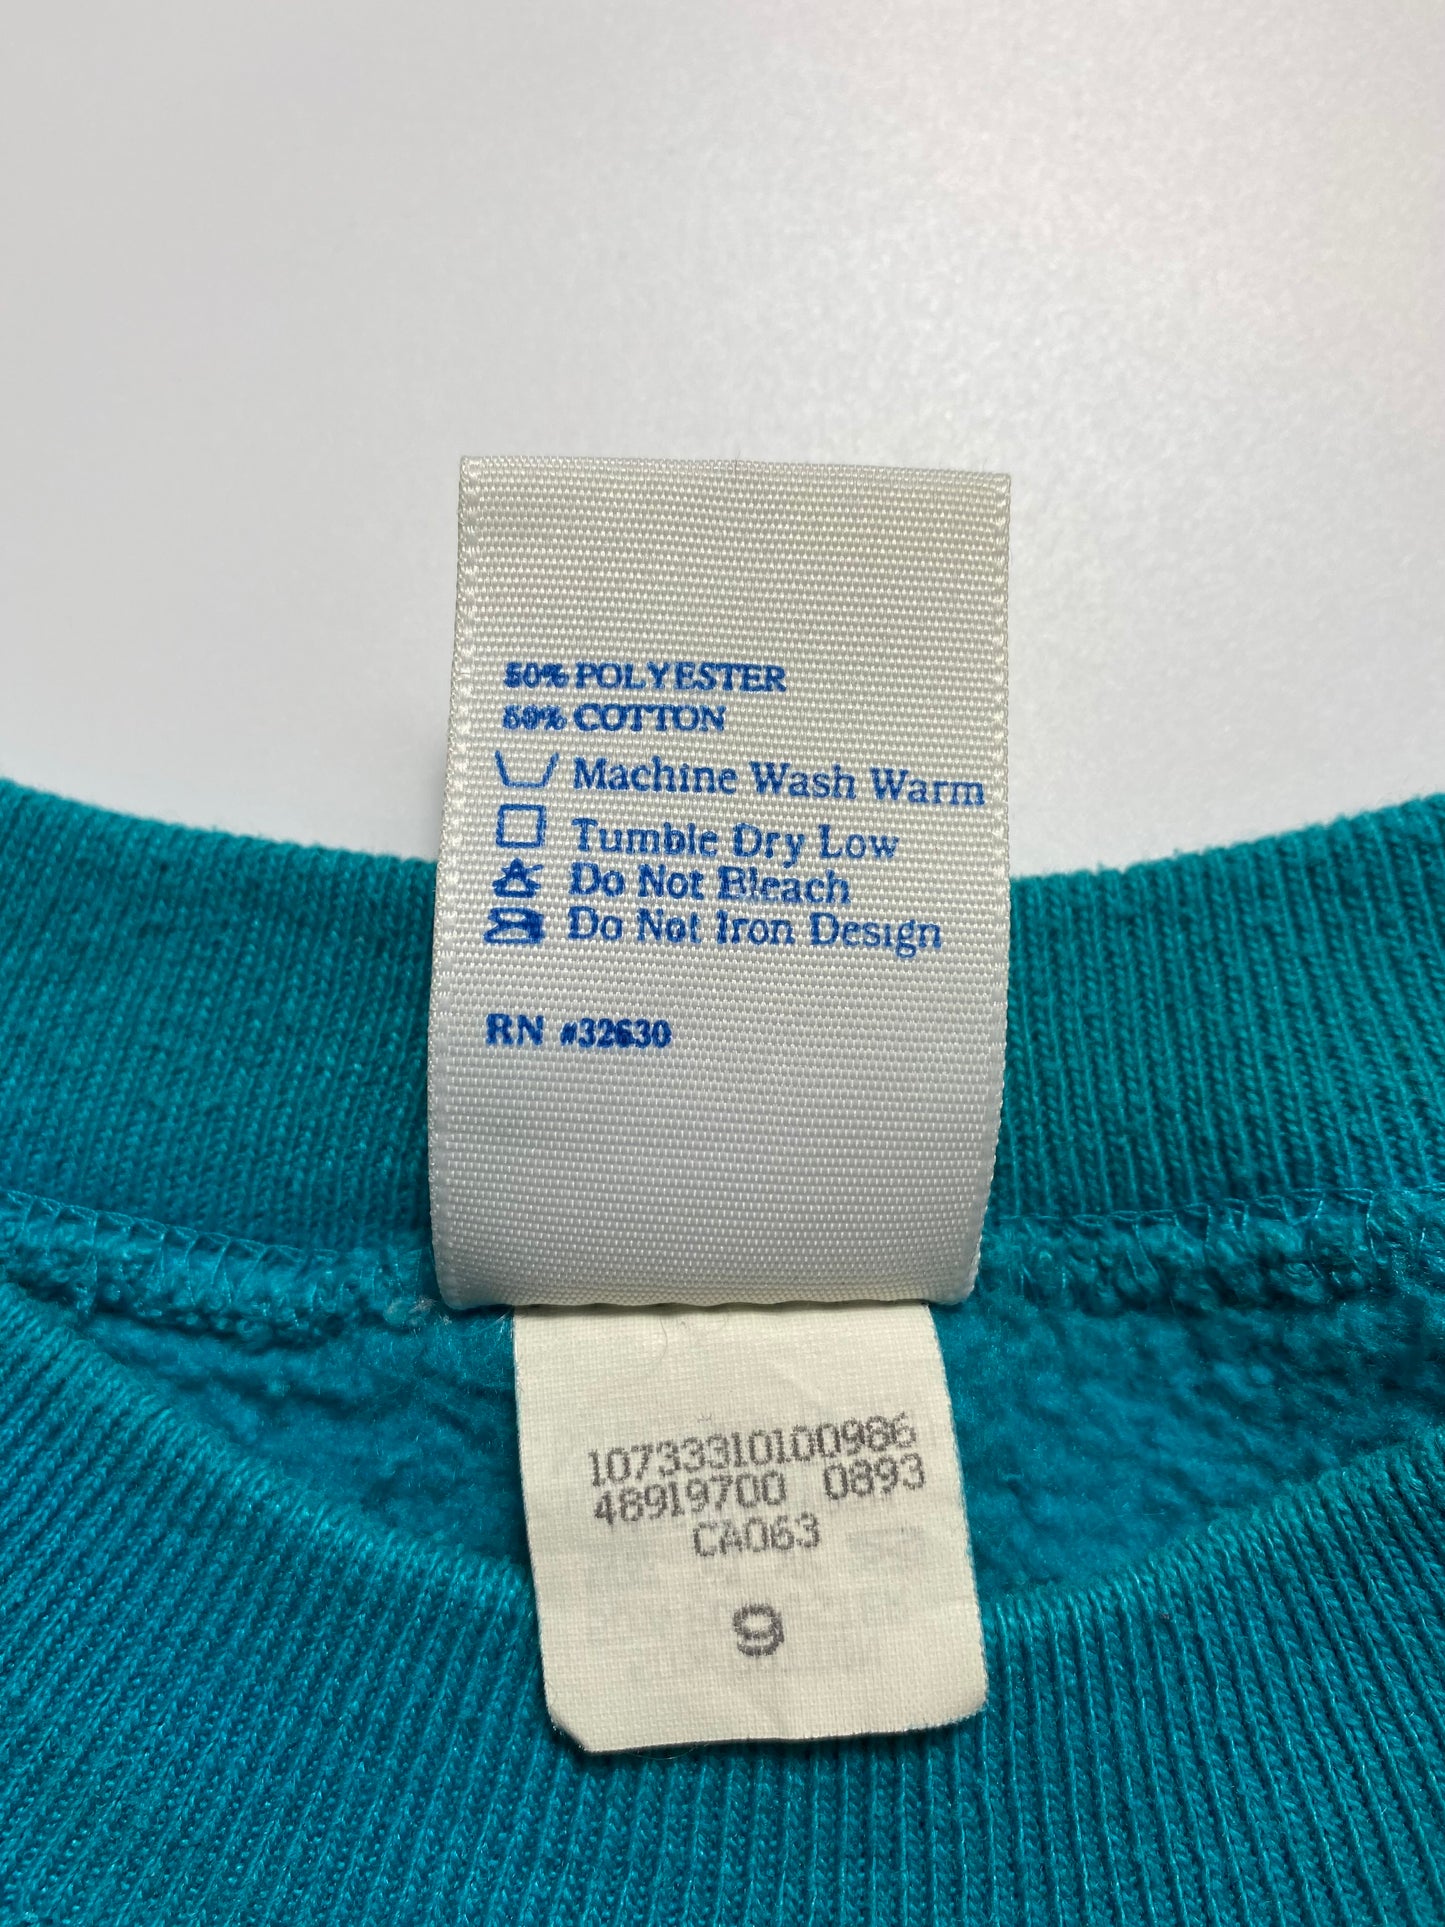 50% POLYESTER
50% COTTON
Machine Wash Warm
Tumble Dry Low
Do Not Bleach
Do Not Iron Design
RN #32630
10733310100986
48919700 0893
CA063
9